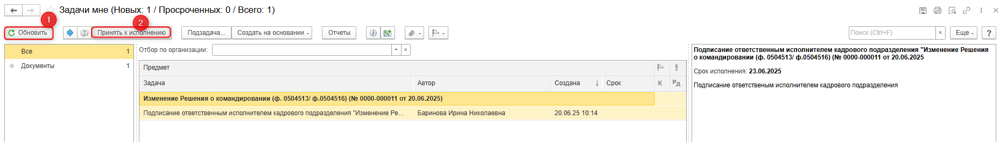 Задачи мне (Новых: 1 / Просроченных: 0 / Всего: 1)
1
2
Обновить
Принять к исполнению
Подзадача...
Создать на основании
Отчеты
Поиск (Ctrl+F)
×
Еще
?
Все 1
Документы 1
Отбор по организации:
Предмет
Задача Автор Создана ↓ Срок К Рд
Изменение Решения о командировании (ф. 0504513/ ф.0504516) (№ 0000-000011 от 20.06.2025)
Подписание ответственным исполнителем кадрового подразделения "Изменение Ре... Баринова Ирина Николаевна 20.06.25 10:14
Подписание ответственным исполнителем кадрового подразделения "Изменение Решения
о командировании (ф. 0504513/ ф.0504516) (№ 0000-000011 от 20.06.2025
Срок исполнения: 23.06.2025
Подписание ответственым исполнителем кадрового подразделения